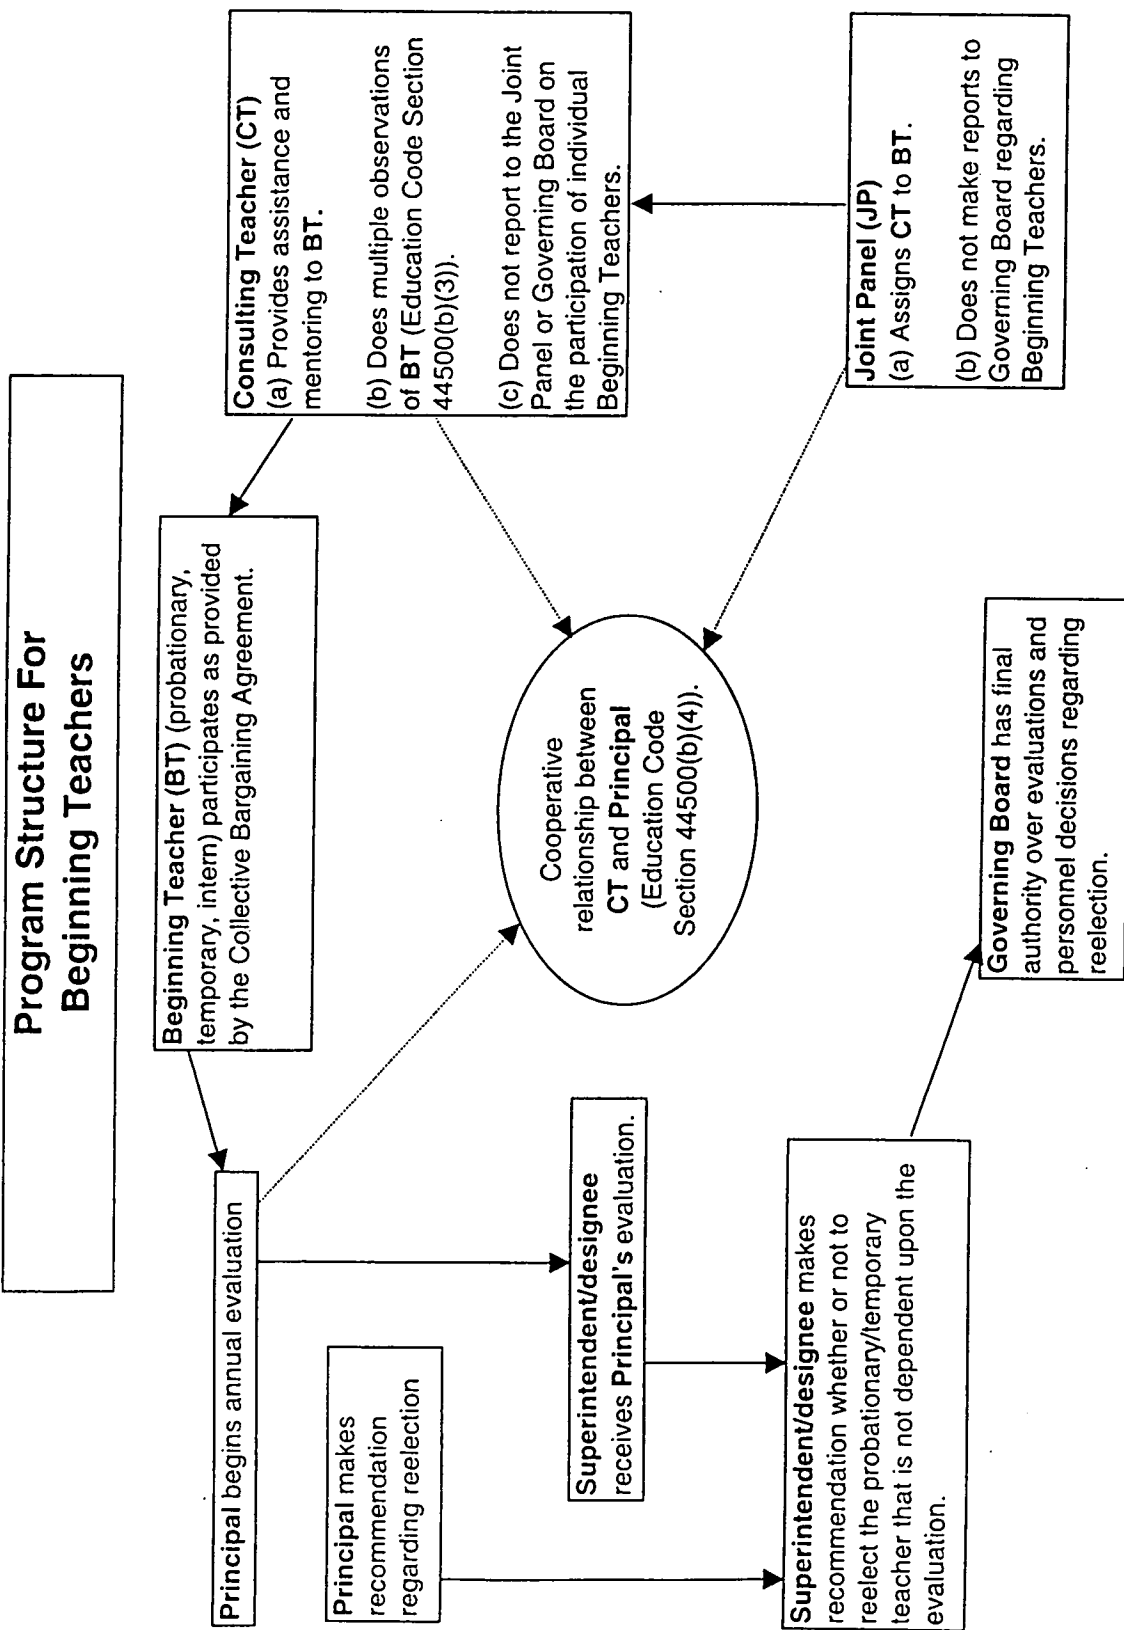 Program Structure For
Beginning Teachers
Principal begins annual evaluation
Beginning Teacher (BT) (probationary,
temporary, intern) participates as provided
by the Collective Bargaining Agreement.
Consulting Teacher (CT)
(a) Provides assistance and
mentoring to BT.
(b) Does multiple observations
of BT (Education Code Section
44500(b)(3)).
(c) Does not report to the Joint
Panel or Governing Board on
the participation of individual
Beginning Teachers.
Principal makes
recommendation
regarding reelection
Superintendent/designee
receives Principal's evaluation.
Cooperative
relationship between
CT and Principal
(Education Code
Section 44500(b)(4)).
Superintendent/designee makes
recommendation whether or not to
reelect the probationary/temporary
teacher that is not dependent upon the
evaluation.
Governing Board has final
authority over evaluations and
personnel decisions regarding
reelection.
Joint Panel (JP)
(a) Assigns CT to BT.
(b) Does not make reports to
Governing Board regarding
Beginning Teachers.